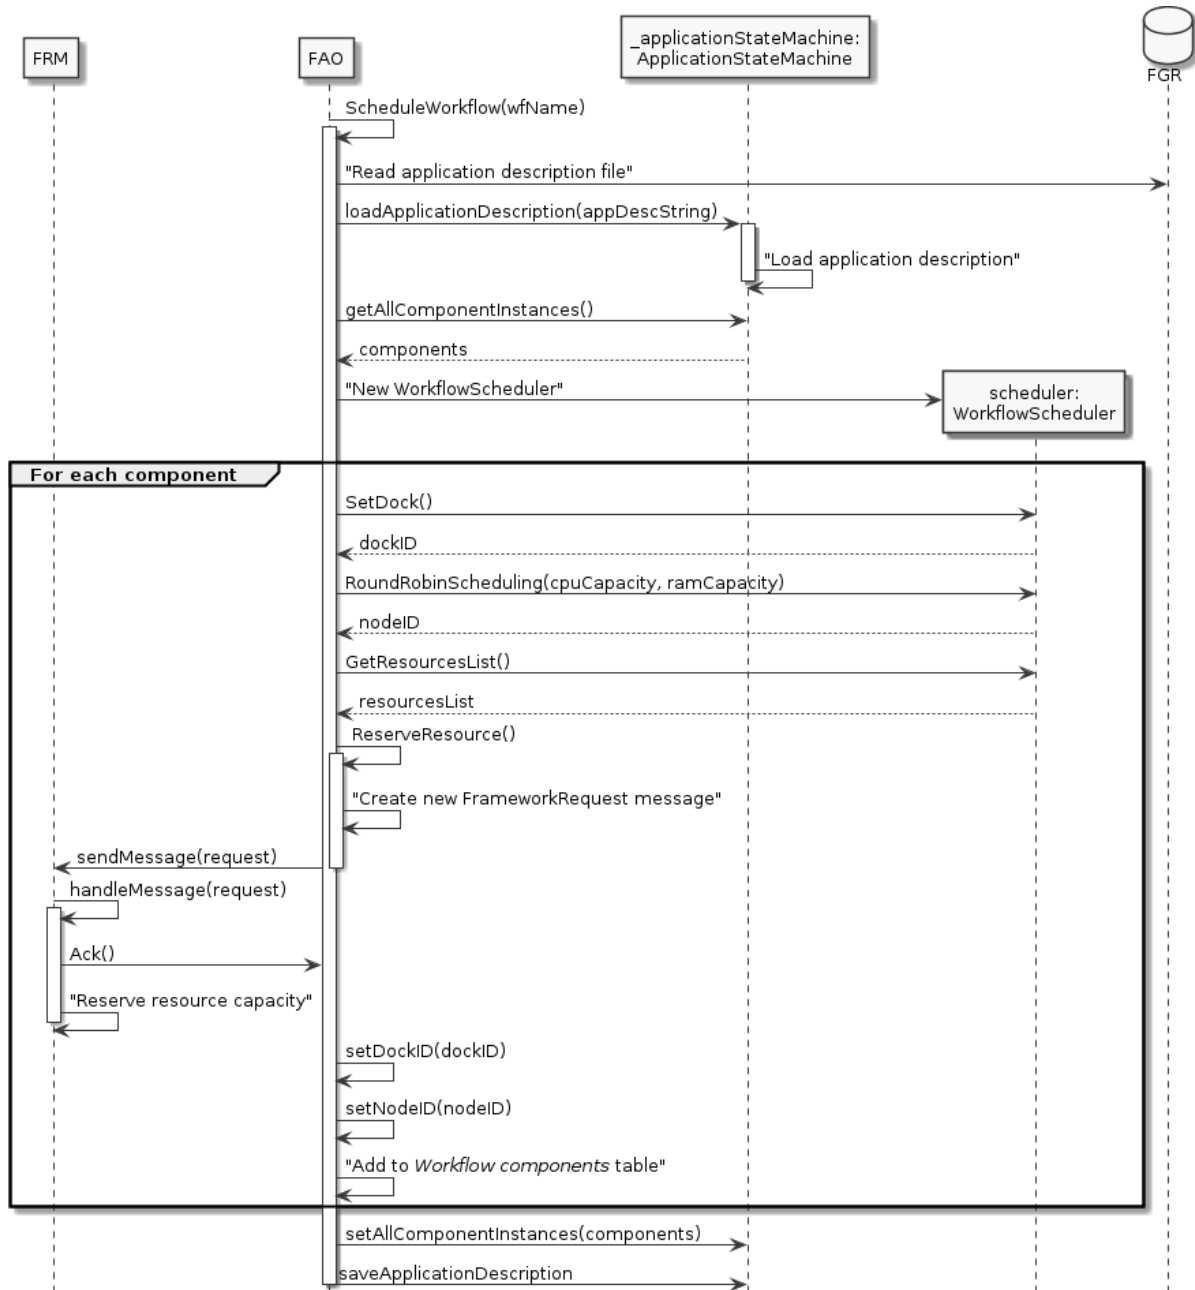 FRM
FAO
_applicationStateMachine:
ApplicationStateMachine
FGR
ScheduleWorkflow(wfName)
"Read application description file"
loadApplicationDescription(appDescString)
"Load application description"
getAllComponentInstances()
components
"New WorkflowScheduler"
scheduler:
WorkflowScheduler
For each component
SetDock()
dockID
RoundRobinScheduling(cpuCapacity, ramCapacity)
nodeID
GetResourcesList()
resourcesList
ReserveResource()
"Create new FrameworkRequest message"
sendMessage(request)
handleMessage(request)
Ack()
"Reserve resource capacity"
setDockID(dockID)
setNodeID(nodeID)
"Add to Workflow components table"
setAllComponentInstances(components)
saveApplicationDescription